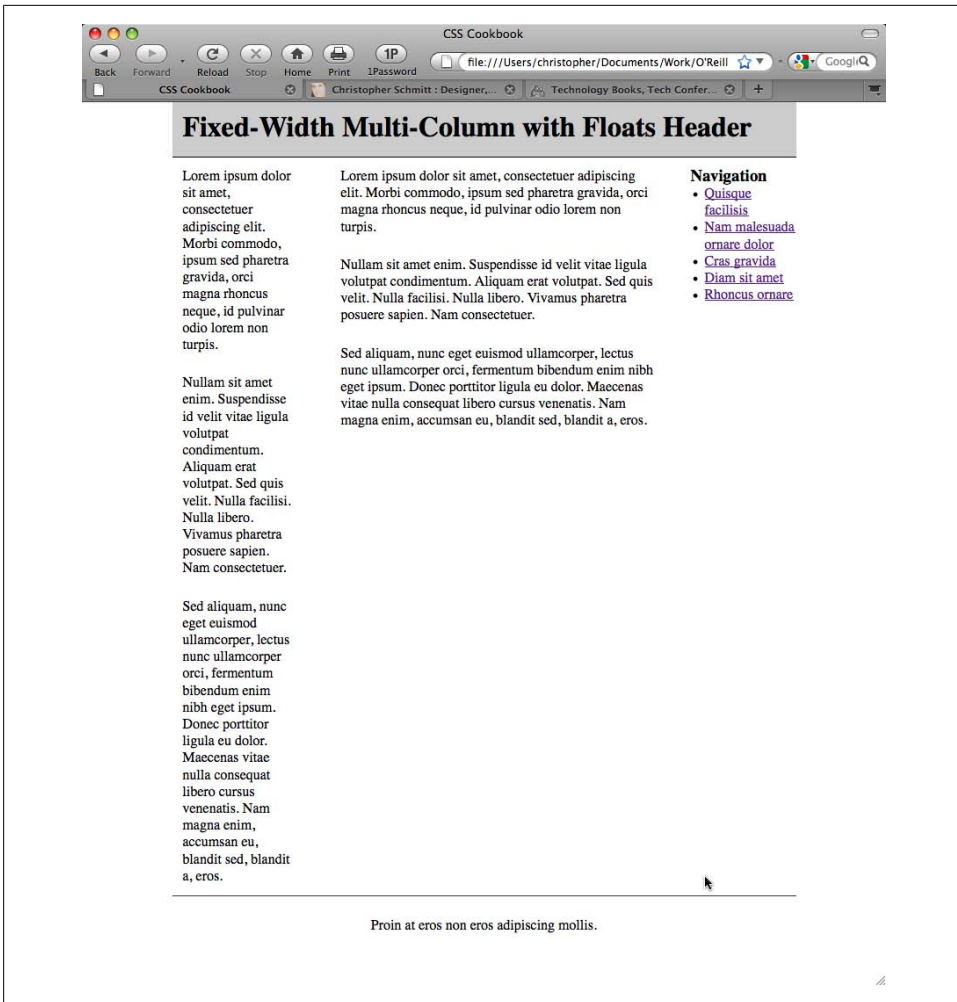 CSS Cookbook
1P
Back Forward Reload Stop Home Print 1Password
file:///Users/christopher/Documents/Work/O'Reill
Googl
CSS Cookbook
Christopher Schmitt : Designer,...
Technology Books, Tech Confer...
Fixed-Width Multi-Column with Floats Header
Lorem ipsum dolor
sit amet,
consectetuer
adipiscing elit.
Morbi commodo,
ipsum sed pharetra
gravida, orci
magna rhoncus
neque, id pulvinar
odio lorem non
turpis.
Nullam sit amet
enim. Suspendisse
id velit vitae ligula
volutpat
condimentum.
Aliquam erat
volutpat. Sed quis
velit. Nulla facilisi.
Nulla libero.
Vivamus pharetra
posuere sapien.
Nam consectetuer.
Sed aliquam, nunc
eget euismod
ullamcorper, lectus
nunc ullamcorper
orci, fermentum
bibendum enim
nibh eget ipsum.
Donec porttitor
ligula eu dolor.
Maecenas vitae
nulla consequat
libero cursus
venenatis. Nam
magna enim,
accumsan eu,
blandit sed, blandit
a, eros.
Lorem ipsum dolor sit amet, consectetuer adipiscing
elit. Morbi commodo, ipsum sed pharetra gravida, orci
magna rhoncus neque, id pulvinar odio lorem non
turpis.
Nullam sit amet enim. Suspendisse id velit vitae ligula
volutpat condimentum. Aliquam erat volutpat. Sed quis
velit. Nulla facilisi. Nulla libero. Vivamus pharetra
posuere sapien. Nam consectetuer.
Sed aliquam, nunc eget euismod ullamcorper, lectus
nunc ullamcorper orci, fermentum bibendum enim nibh
eget ipsum. Donec porttitor ligula eu dolor. Maecenas
vitae nulla consequat libero cursus venenatis. Nam
magna enim, accumsan eu, blandit sed, blandit a, eros.
Navigation
• Quisque
facilisis
• Nam malesuada
ornare dolor
• Cras gravida
• Diam sit amet
• Rhoncus ornare
Proin at eros non eros adipiscing mollis.